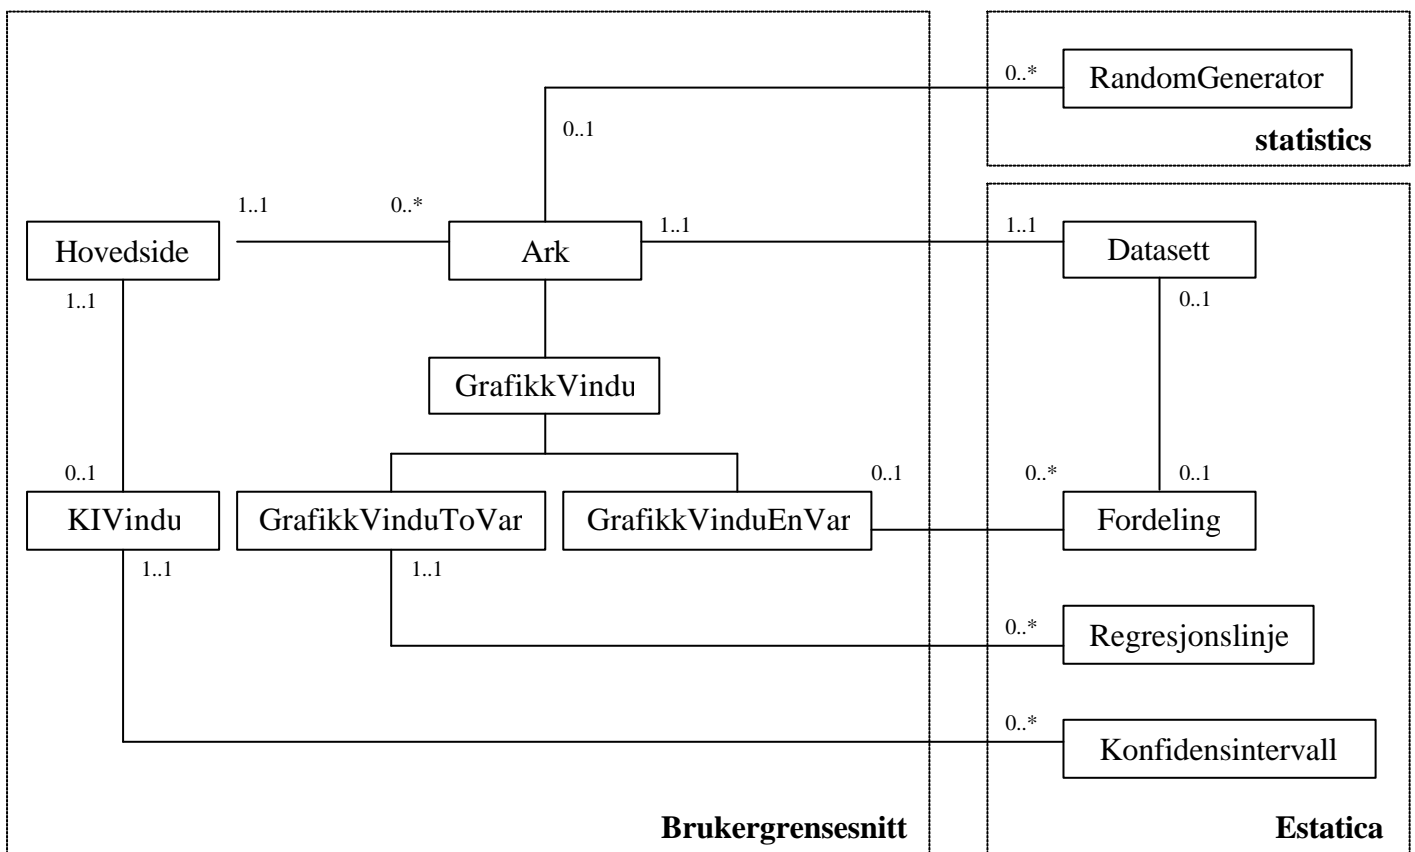 0..*
RandomGenerator
0..1
statistics
1..1
0..*
1..1
1..1
Hovedside
Ark
Datasett
1..1
0..1
GrafikkVindu
0..1
0..1
0..*
0..1
KIVindu
GrafikkVinduToVar
GrafikkVinduEnVar
Fordeling
1..1
1..1
0..*
Regresjonslinje
0..*
Konfidensintervall
Brukergrensesnitt
Estatica